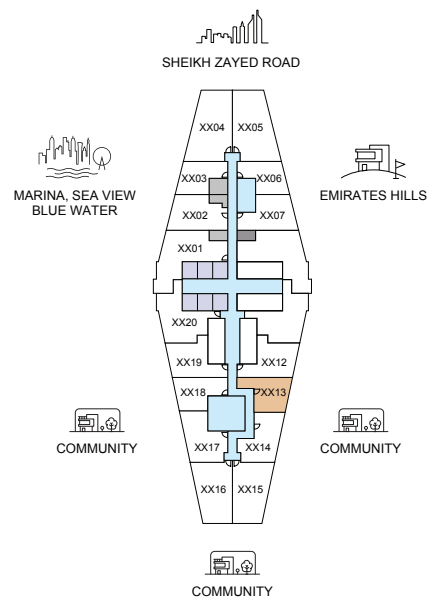 SHEIKH ZAYED ROAD
XX04
XX05
MARINA, SEA VIEW
BLUE WATER
XX03
XX06
EMIRATES HILLS
XX02
XX07
XX01
XX20
XX19
XX12
XX18
XX13
COMMUNITY
COMMUNITY
XX17
XX14
XX16
XX15
COMMUNITY